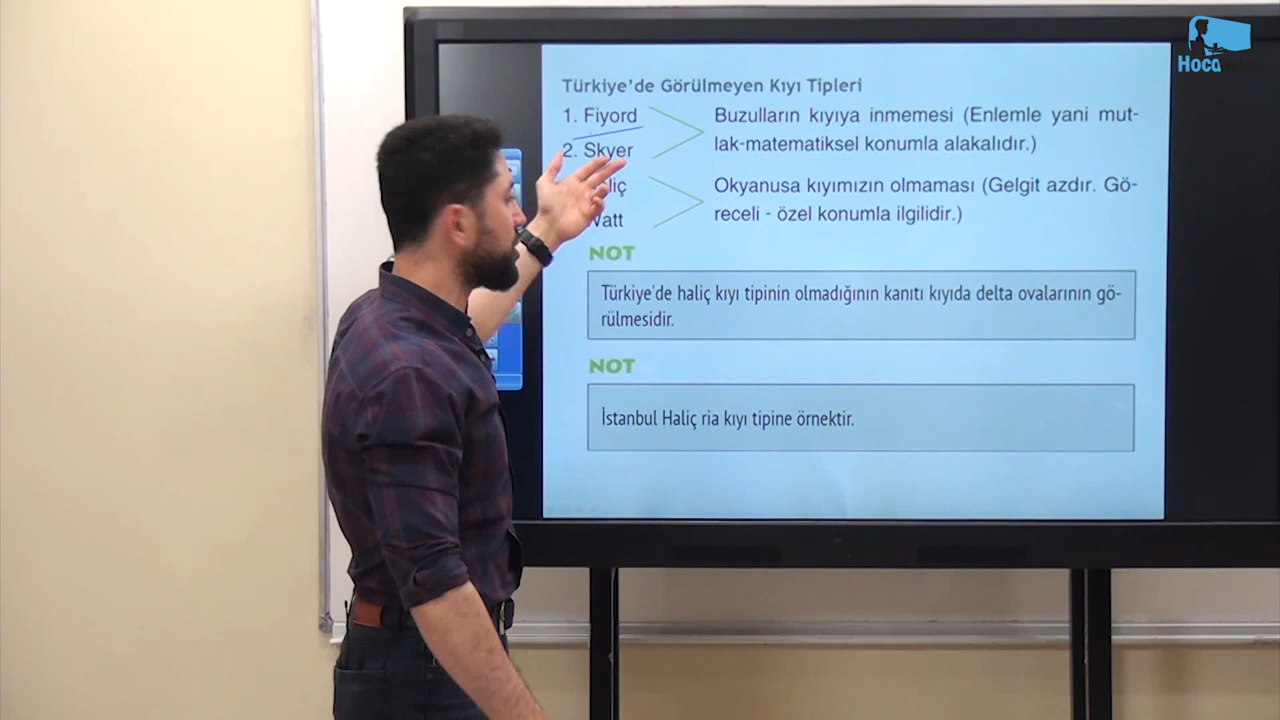 Hoca
Türkiye'de Görülmeyen Kıyı Tipleri
1. Fiyord
2. Skyer
Buzulların kıyıya inmemesi (Enlemle yani mut-
lak-matematiksel konumla alakalıdır.)
Okyanusa kıyımızın olmaması (Gelgit azdır. Gö-
receli - özel konumla ilgilidir.)
NOT
Türkiye'de haliç kıyı tipinin olmadığının kanıtı kıyıda delta ovalarının gö-
rülmesidir.
NOT
İstanbul Haliç ria kıyı tipine örnektir.